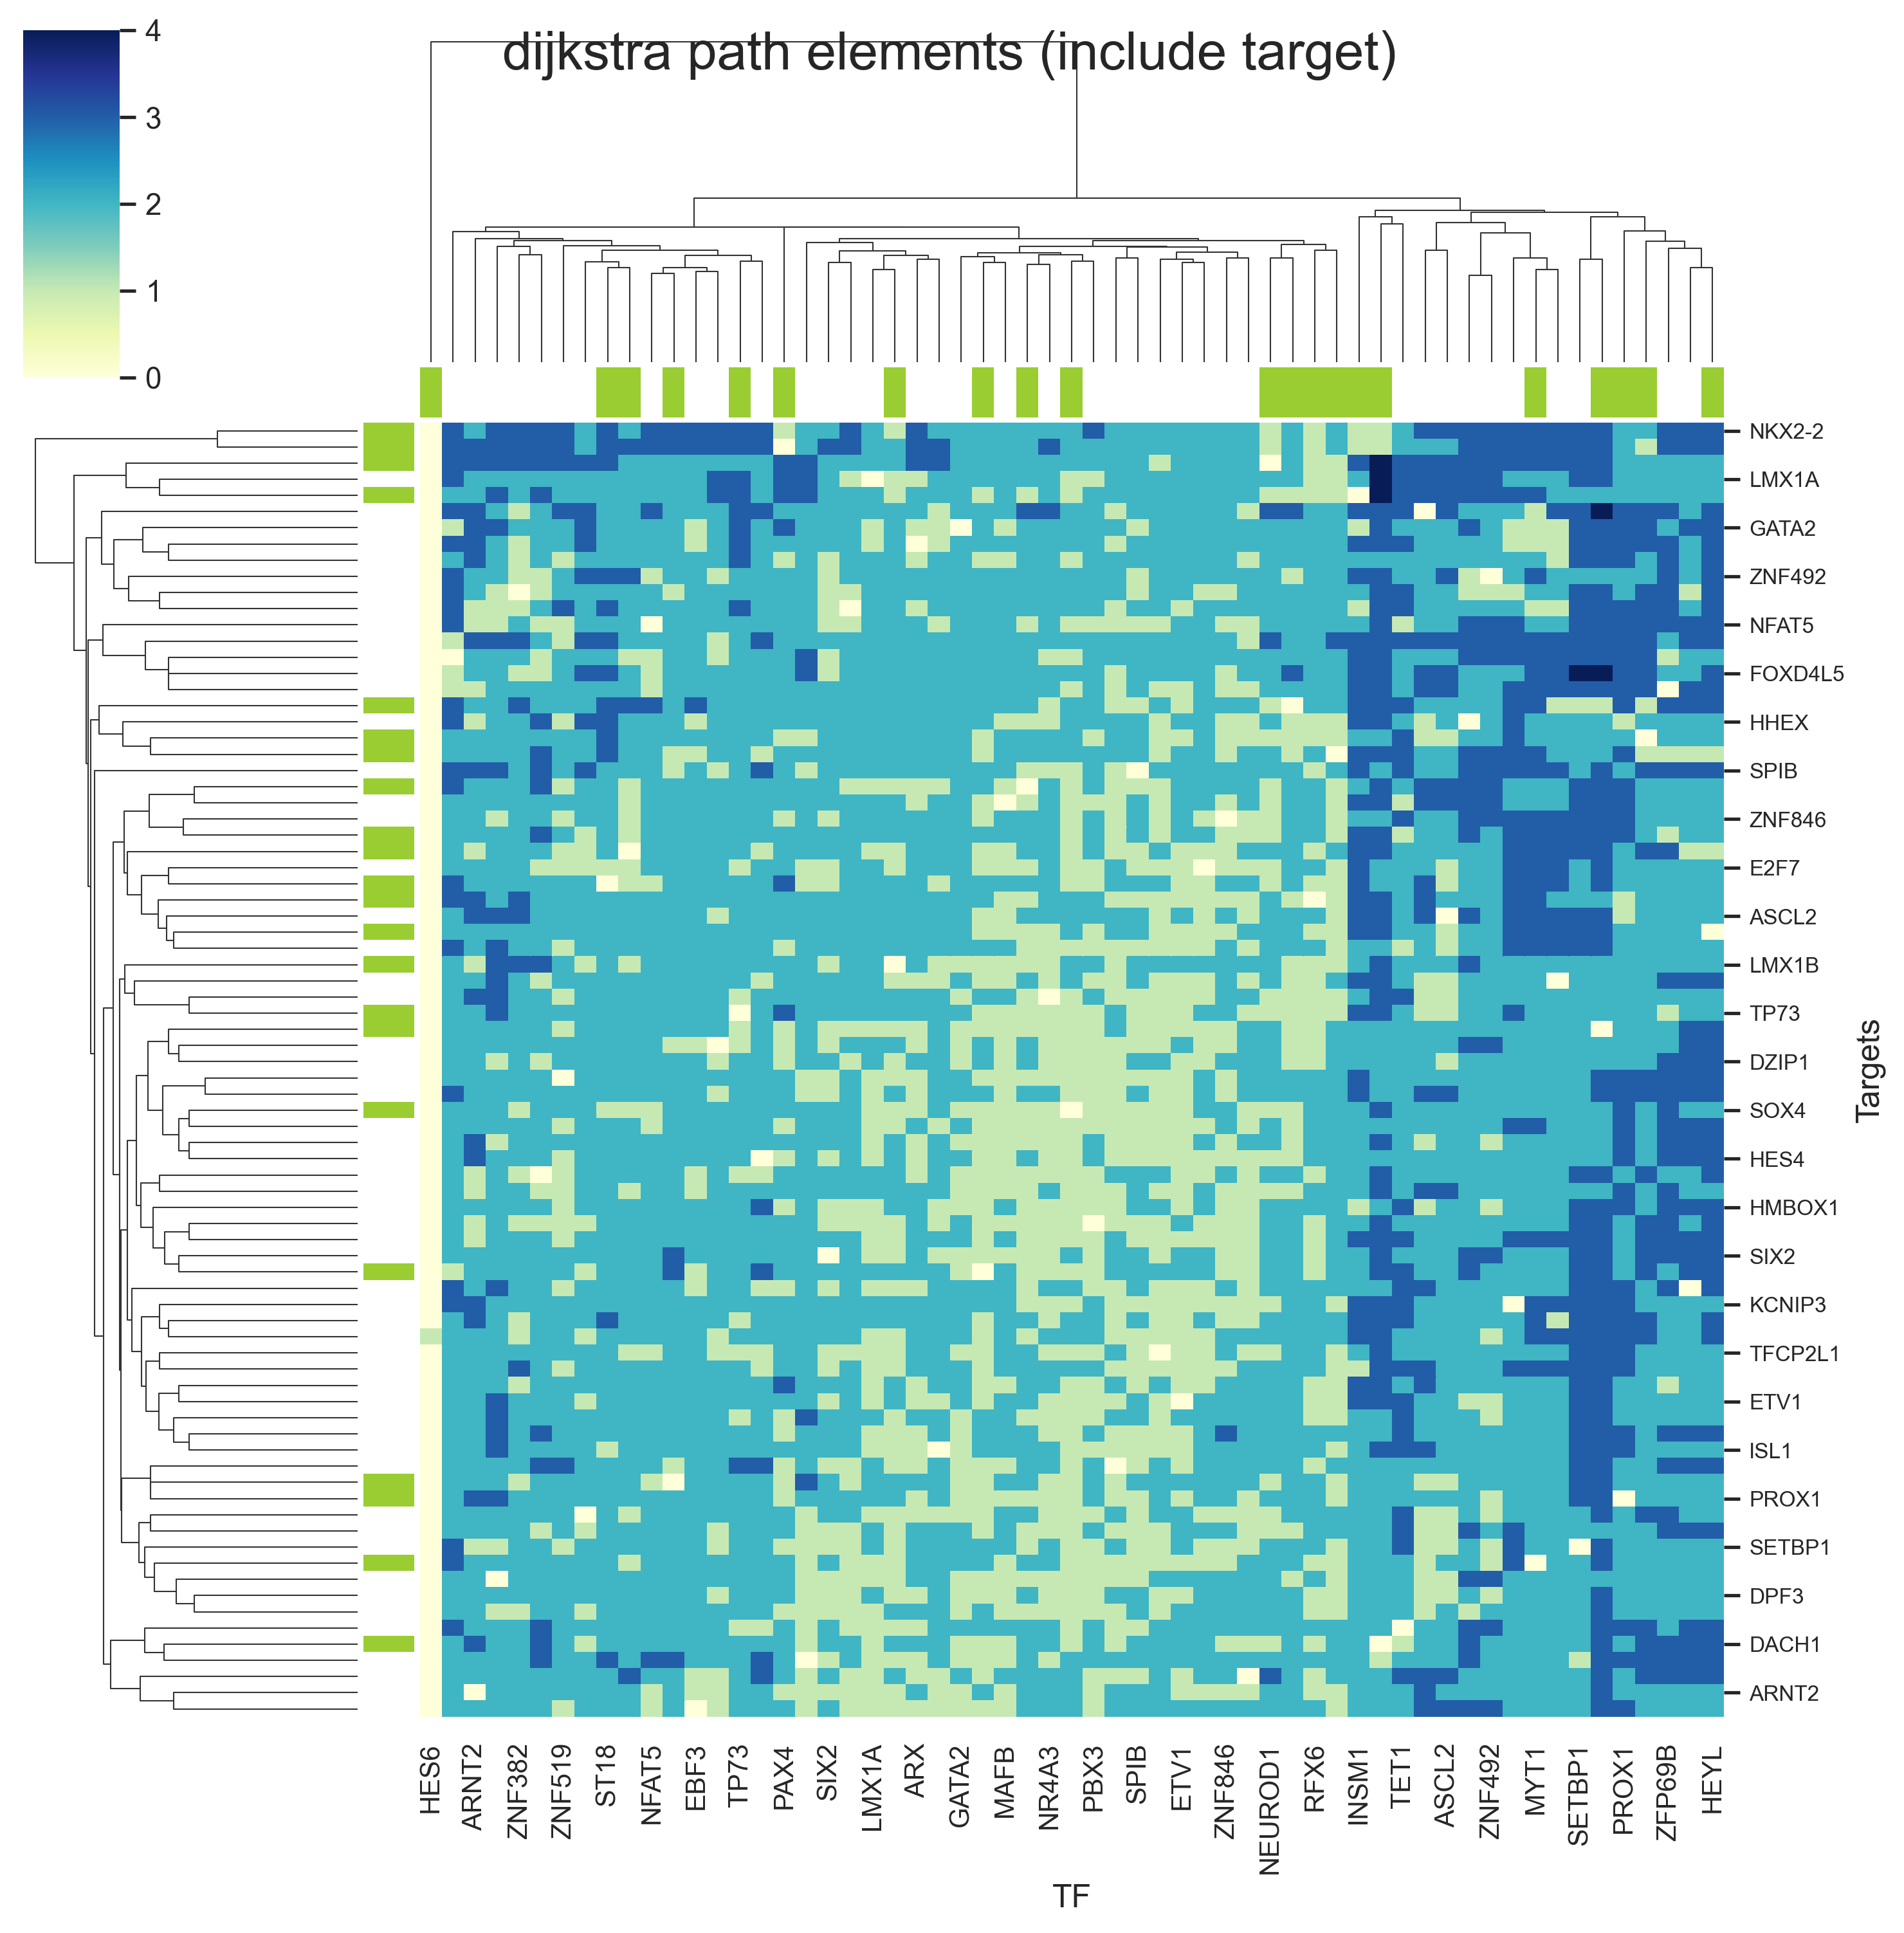 dijkstra path elements (include target)
4
3
2
1
0
NKX2-2
LMX1A
GATA2
ZNF492
NFAT5
FOXD4L5
HHEX
SPIB
ZNF846
E2F7
ASCL2
LMX1B
TP73
DZIP1
SOX4
HES4
HMBOX1
SIX2
KCNIP3
TFCP2L1
ETV1
ISL1
PROX1
SETBP1
DPF3
DACH1
ARNT2
Targets
HES6
ARNT2
ZNF382
ZNF519
ST18
NFAT5
EBF3
TP73
PAX4
SIX2
LMX1A
ARX
GATA2
MAFB
NR4A3
PBX3
SPIB
ETV1
ZNF846
NEUROD1
RFX6
INSM1
TET1
ASCL2
ZNF492
MYT1
SETBP1
PROX1
ZFP69B
HEYL
TF